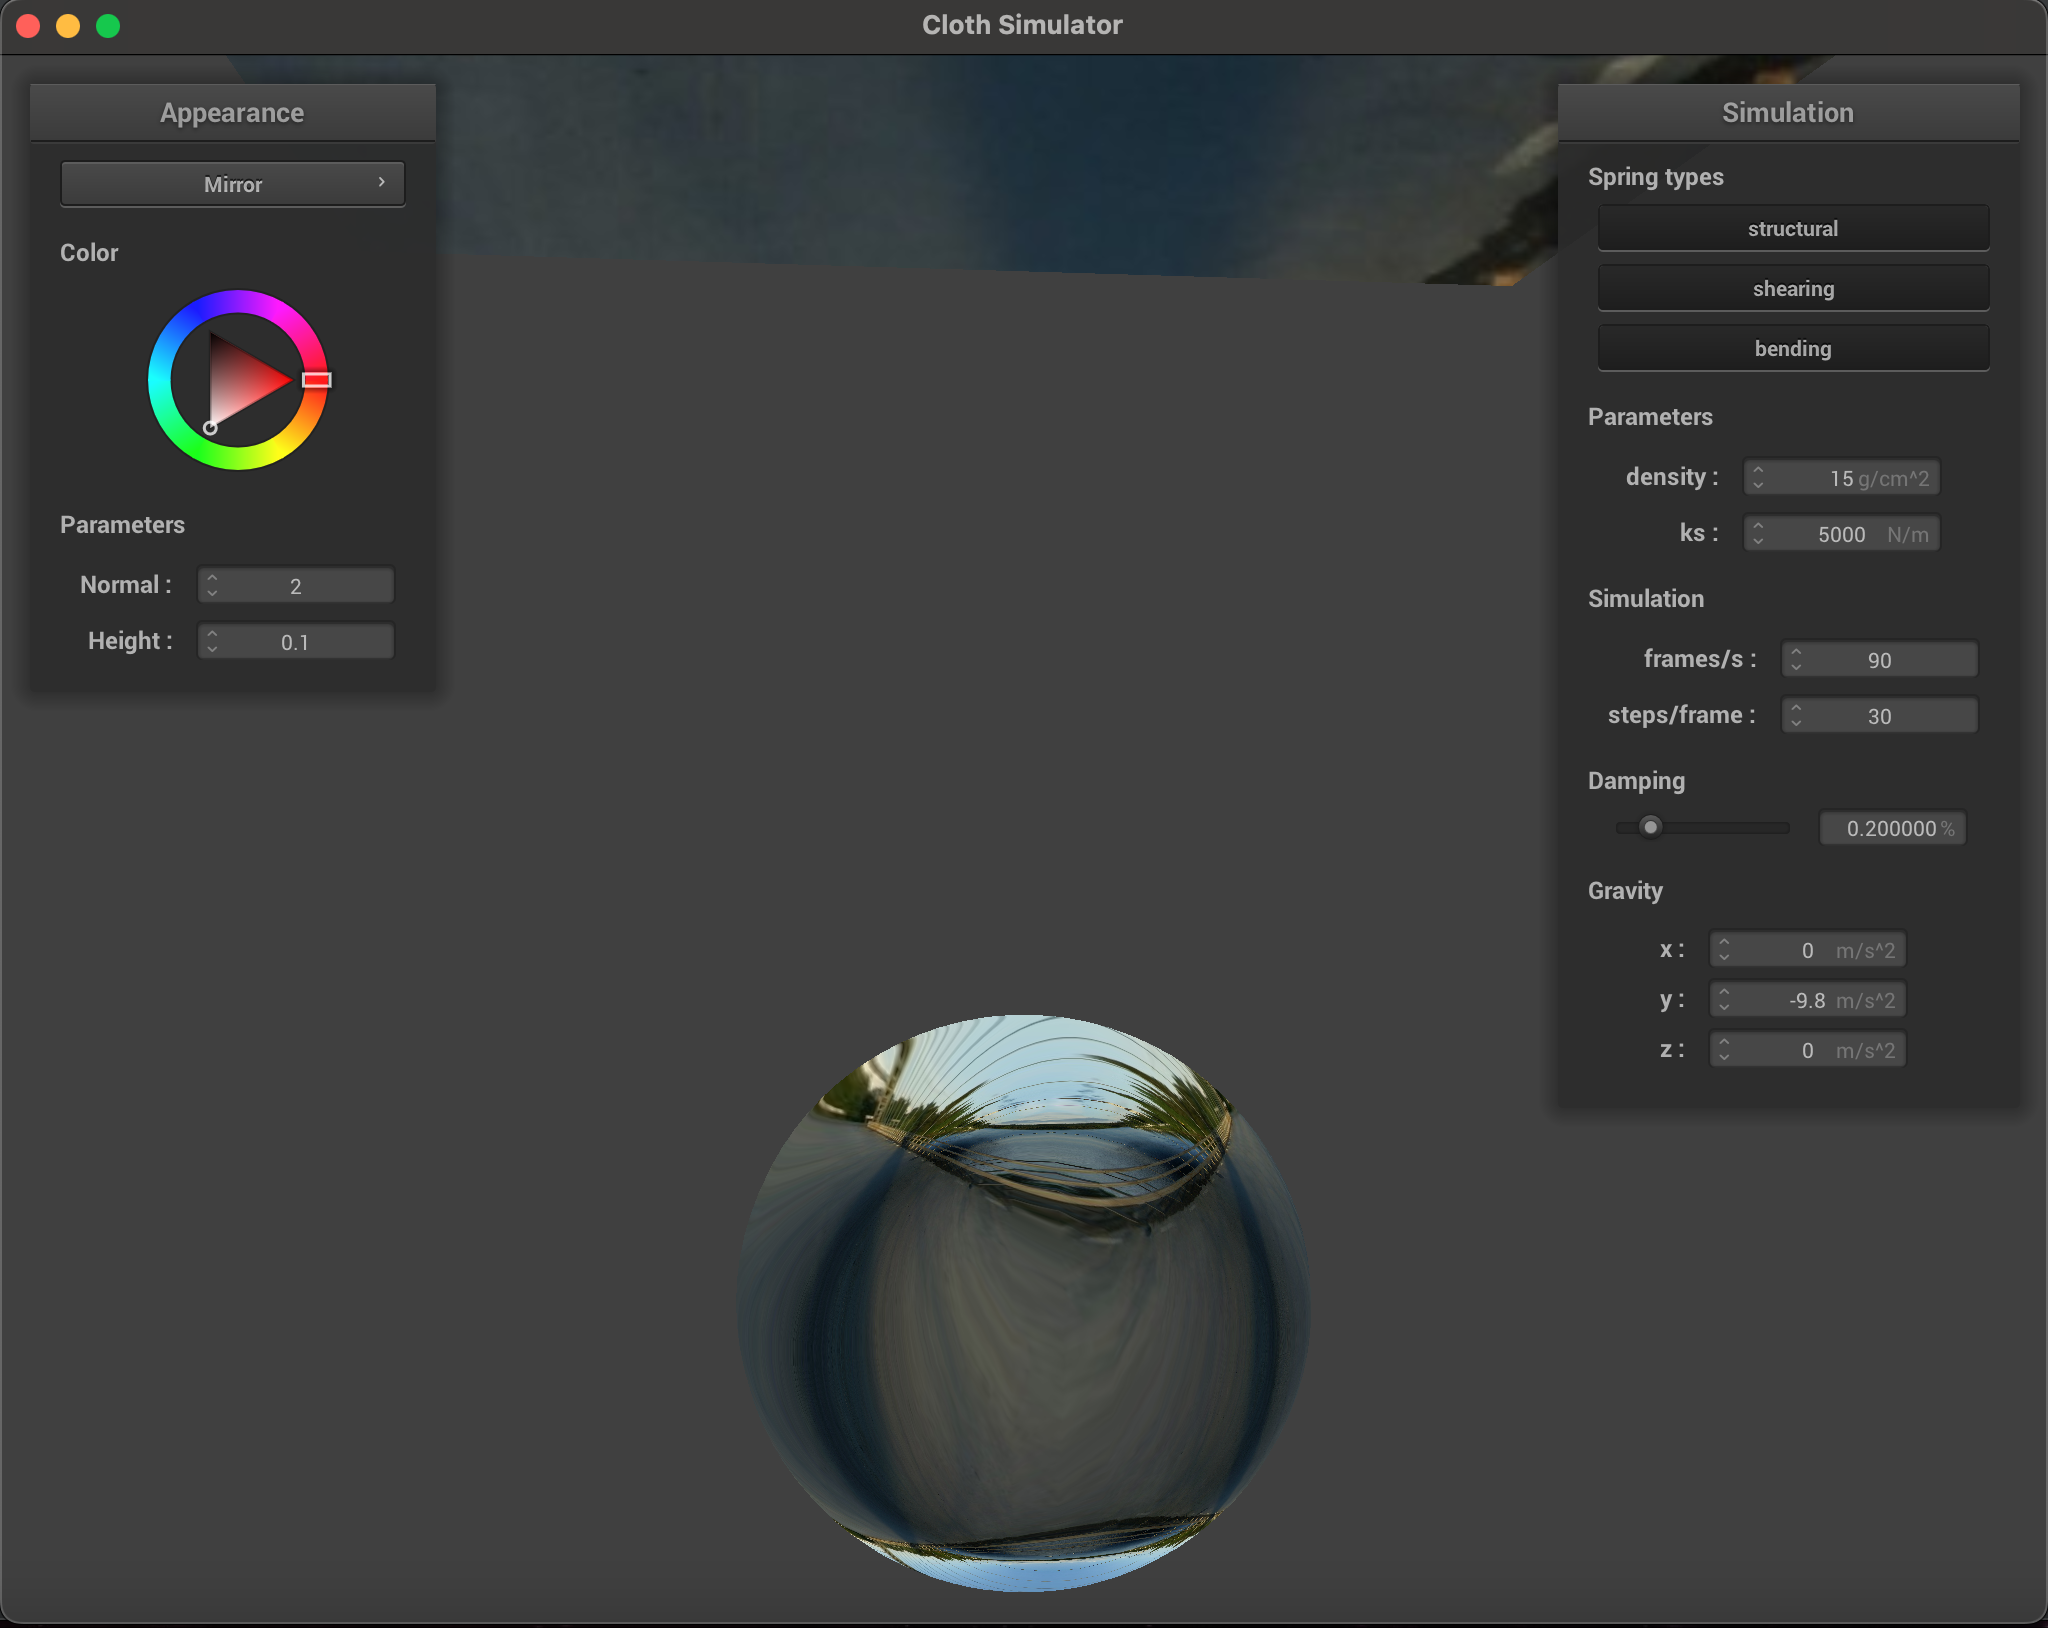 Cloth Simulator
Appearance
Mirror
Color
Parameters
Normal : 2
Height : 0.1
Simulation
Spring types
structural
shearing
bending
Parameters
density : 15 g/cm^2
ks : 5000 N/m
Simulation
frames/s : 90
steps/frame : 30
Damping
0.200000 %
Gravity
x : 0 m/s^2
y : -9.8 m/s^2
z : 0 m/s^2